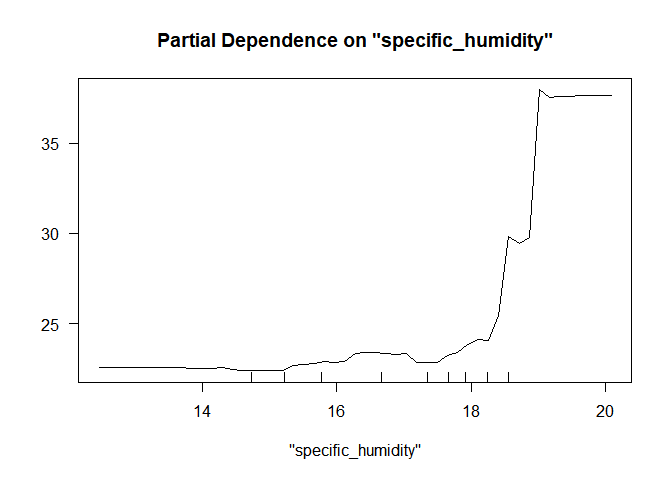 Partial Dependence on "specific_humidity"
35
30
25
14 16 18 20
"specific_humidity"